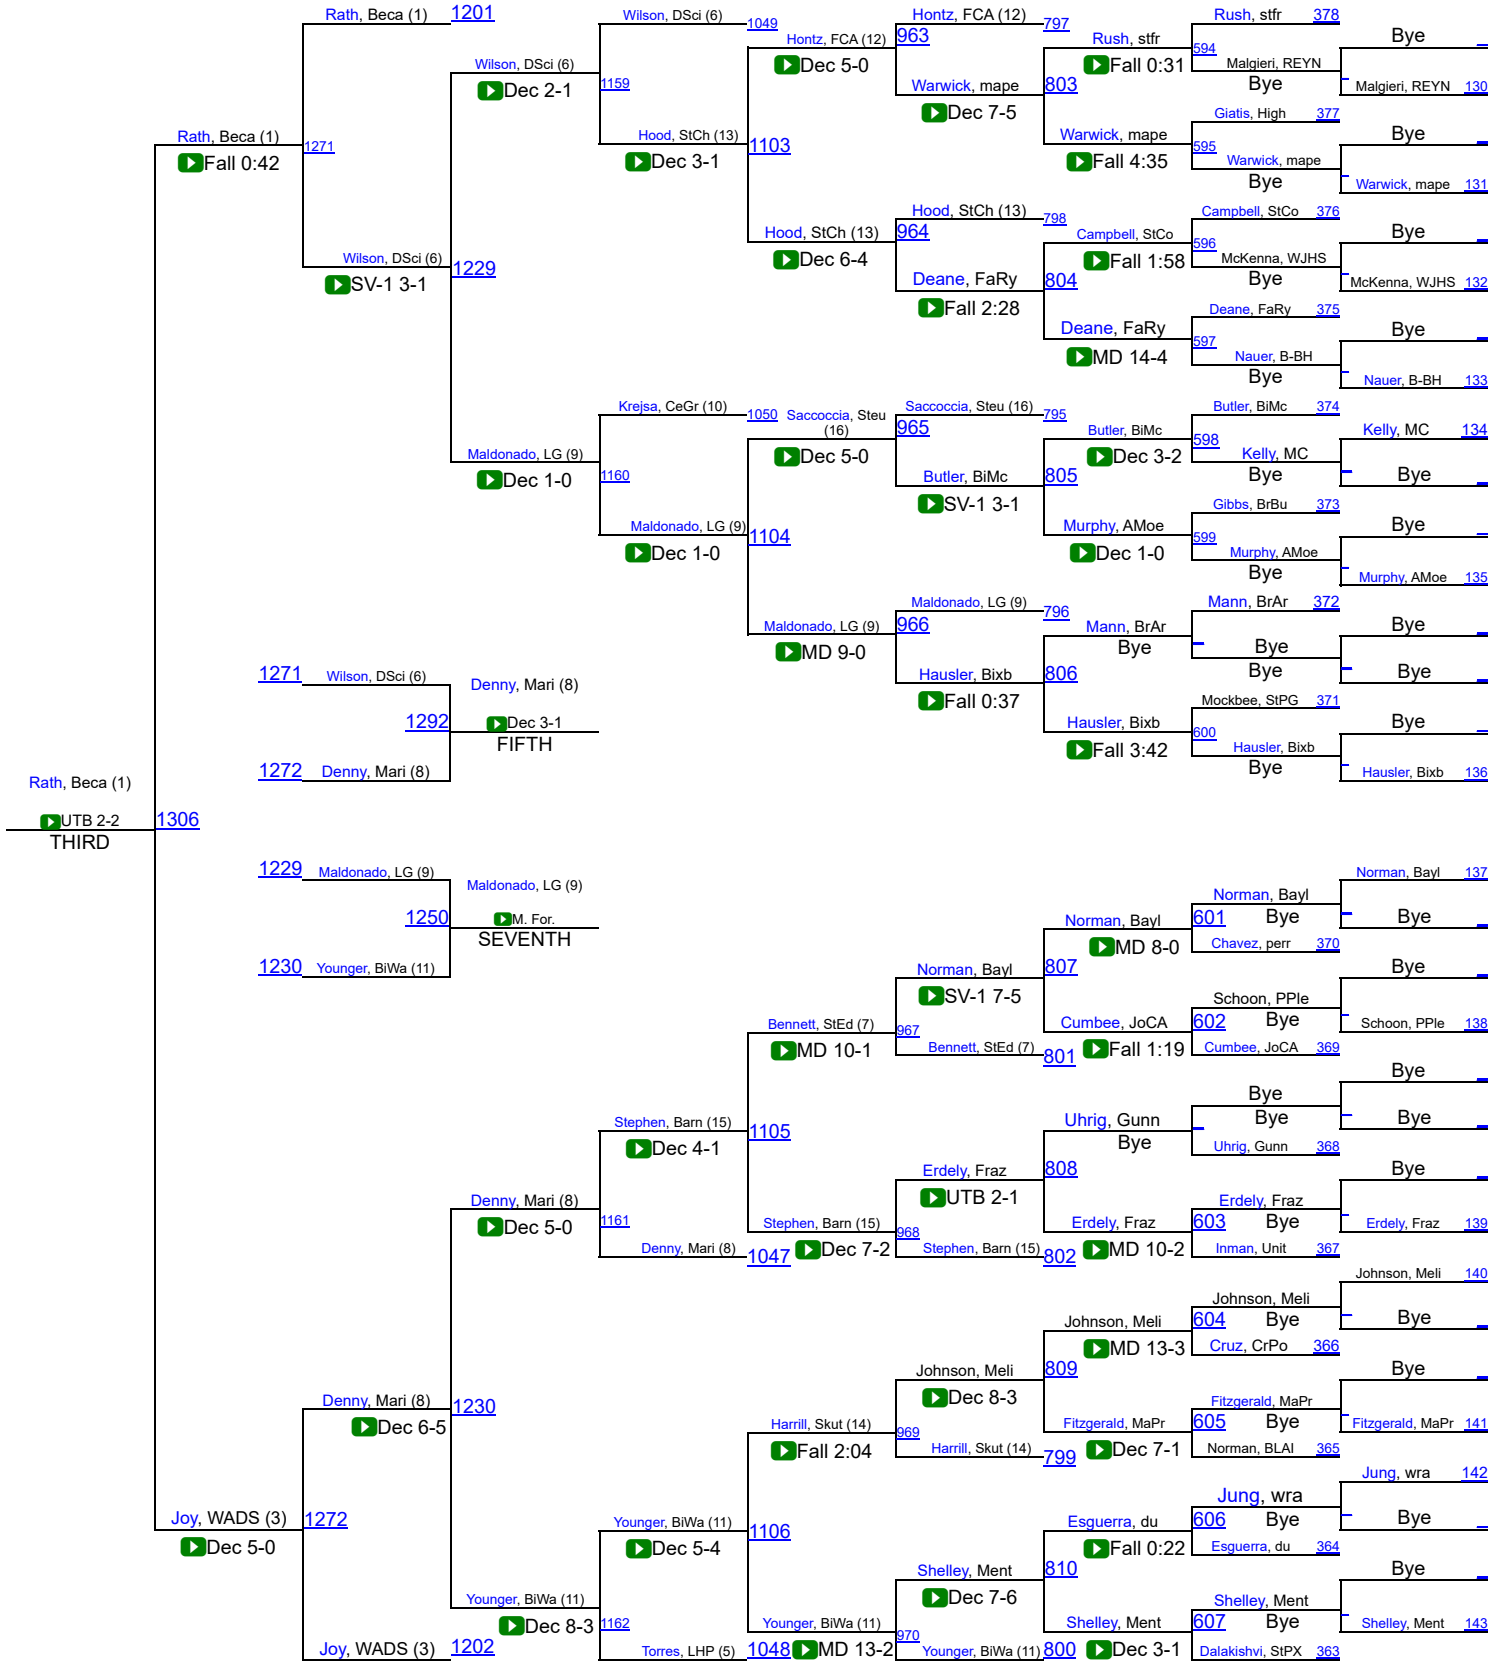 Rath, Beca (1) 1201
Wilson, DSci (6) 1049
Hontz, FCA (12) 797
Rush, stfr 378
Bye
Hontz, FCA (12) 963
Rush, stfr 594
Dec 5-0
Fall 0:31
Malgieri, REYN
Bye
Malgieri, REYN 130
Wilson, DSci (6)
Dec 2-1
1159
Warwick, mape 803
Dec 7-5
Giatis, High 377
Bye
Rath, Beca (1)
Fall 0:42
1271
Hood, StCh (13) 1103
Dec 3-1
Warwick, mape 595
Fall 4:35
Warwick, mape
Bye
Warwick, mape 131
Hood, StCh (13) 798
Campbell, StCo 376
Bye
Hood, StCh (13) 964
Dec 6-4
Campbell, StCo 596
Fall 1:58
McKenna, WJHS
Bye
McKenna, WJHS 132
Wilson, DSci (6) 1229
SV-1 3-1
Deane, FaRy 804
Fall 2:28
Deane, FaRy 375
Bye
Deane, FaRy 597
MD 14-4
Nauer, B-BH
Bye
Nauer, B-BH 133
Krejsa, CeGr (10) 1050
Saccoccia, Steu (16) 795
Butler, BiMc 374
Saccoccia, Steu
(16)
965
Dec 5-0
Butler, BiMc 598
Dec 3-2
Kelly, MC 134
Kelly, MC
Bye
Bye
Maldonado, LG (9)
Dec 1-0
1160
Butler, BiMc 805
SV-1 3-1
Gibbs, BrBu 373
Bye
Maldonado, LG (9) 1104
Dec 1-0
Murphy, AMoe 599
Dec 1-0
Murphy, AMoe
Bye
Murphy, AMoe 135
Maldonado, LG (9) 796
Mann, BrAr 372
Bye
Maldonado, LG (9) 966
MD 9-0
Mann, BrAr
Bye
Bye
Bye
Bye
1271 Wilson, DSci (6)
Denny, Mari (8)
Hausler, Bixb 806
Fall 0:37
Mockbee, StPG 371
Bye
1292
Dec 3-1
FIFTH
Hausler, Bixb 600
Fall 3:42
Hausler, Bixb
Bye
Hausler, Bixb 136
1272 Denny, Mari (8)
Rath, Beca (1)
UTB 2-2
THIRD
1306
1229 Maldonado, LG (9)
Maldonado, LG (9)
1250
M. For.
SEVENTH
1230 Younger, BiWa (11)
Norman, Bayl 137
Norman, Bayl
601 Bye
Bye
Norman, Bayl
MD 8-0
Chavez, perr 370
Norman, Bayl 807
SV-1 7-5
Bye
Schoon, PPle
602 Bye
Schoon, PPle 138
Bennett, StEd (7) 967
MD 10-1
Cumbee, JoCA
Fall 1:19
Cumbee, JoCA 369
Bennett, StEd (7) 801
Bye
Bye
Bye
Bye
Stephen, Barn (15) 1105
Dec 4-1
Uhrig, Gunn
Bye
Uhrig, Gunn 368
Erdely, Fraz 808
UTB 2-1
Bye
Denny, Mari (8)
Dec 5-0
1161
Stephen, Barn (15) 968
Dec 7-2
Erdely, Fraz
MD 10-2
Erdely, Fraz
603 Bye
Erdely, Fraz 139
Denny, Mari (8) 1047
Stephen, Barn (15) 802
Inman, Unit 367
Johnson, Meli 140
Johnson, Meli
604 Bye
Bye
Johnson, Meli
MD 13-3
Cruz, CrPo 366
Johnson, Meli 809
Dec 8-3
Bye
Denny, Mari (8) 1230
Dec 6-5
Harrill, Skut (14) 969
Fall 2:04
Fitzgerald, MaPr
Dec 7-1
Fitzgerald, MaPr
605 Bye
Fitzgerald, MaPr 141
Harrill, Skut (14) 799
Norman, BLAI 365
Jung, wra 142
Jung, wra
606 Bye
Bye
Joy, WADS (3) 1272
Dec 5-0
Younger, BiWa (11) 1106
Dec 5-4
Esguerra, du
Fall 0:22
Esguerra, du 364
Shelley, Ment 810
Dec 7-6
Bye
Younger, BiWa (11)
Dec 8-3
1162
Younger, BiWa (11) 970
MD 13-2
Shelley, Ment
Dec 3-1
Shelley, Ment
607 Bye
Shelley, Ment 143
Joy, WADS (3) 1202
Torres, LHP (5) 1048
Younger, BiWa (11) 800
Dalakishvi, StPX 363